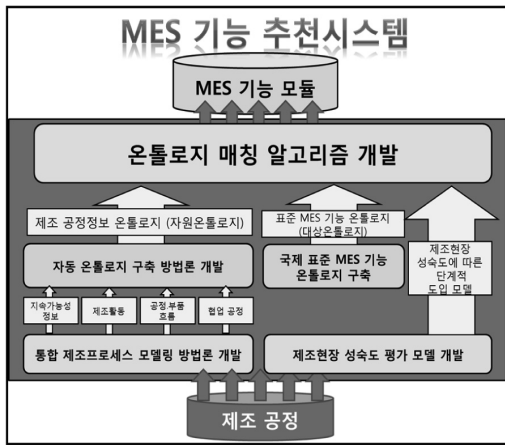 MES 기능 추천시스템
MES 기능 모듈
온톨로지 매칭 알고리즘 개발
제조 공정정보 온톨로지 (자원온톨로지)
표준 MES 기능 온톨로지
(대상온톨로지)
제조현장
성숙도에 따른
단계적
도입 모델
자동 온톨로지 구축 방법론 개발
국제 표준 MES 기능
온톨로지 구축
지속가능성
정보
제조활동
공정.부품
흐름
협업 공정
통합 제조프로세스 모델링 방법론 개발
제조현장 성숙도 평가 모델 개발
제조 공정